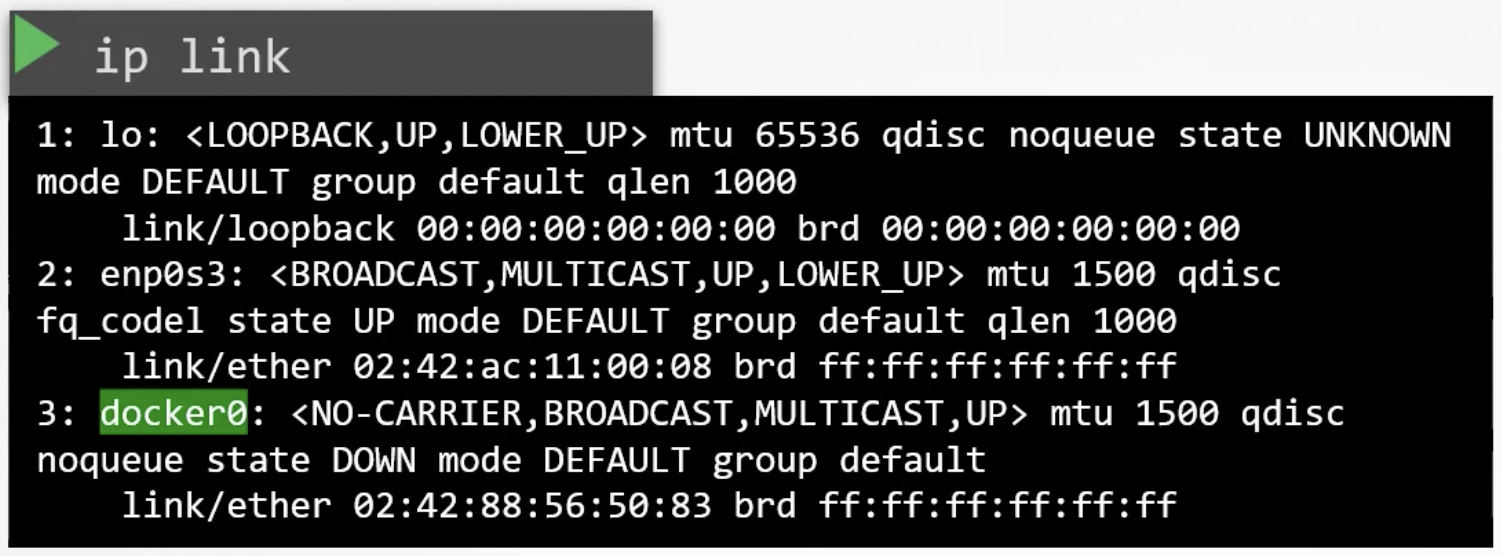 ip link
1: lo: <LOOPBACK,UP,LOWER_UP> mtu 65536 qdisc noqueue state UNKNOWN
mode DEFAULT group default qlen 1000
    link/loopback 00:00:00:00:00:00 brd 00:00:00:00:00:00
2: enp0s3: <BROADCAST,MULTICAST,UP,LOWER_UP> mtu 1500 qdisc
fq_codel state UP mode DEFAULT group default qlen 1000
    link/ether 02:42:ac:11:00:08 brd ff:ff:ff:ff:ff:ff
3: docker0: <NO-CARRIER,BROADCAST,MULTICAST,UP> mtu 1500 qdisc
noqueue state DOWN mode DEFAULT group default
    link/ether 02:42:88:56:50:83 brd ff:ff:ff:ff:ff:ff